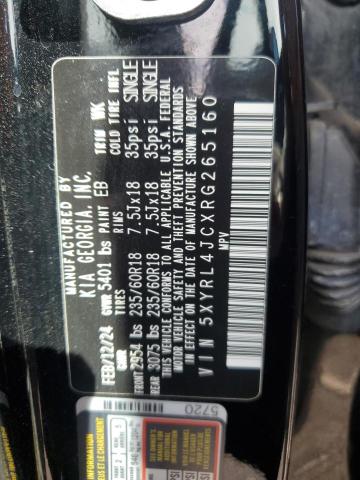 MANUFACTURED BY
KIA GEORGIA, INC.
FEB/12/24 GVWR 5401 lbs PAINT EB TRIM WK
GAWR TIRES RIMS COLD TIRE INFL
FRONT 2954 lbs 235/60R18 7.5Jx18 35psi SINGLE
REAR 3075 lbs 235/60R18 7.5Jx18 35psi SINGLE
THIS VEHICLE CONFORMS TO ALL APPLICABLE U.S.A. FEDERAL
MOTOR VEHICLE SAFETY AND THEFT PREVENTION STANDARDS
IN EFFECT ON THE DATE OF MANUFACTURE SHOWN ABOVE.
MPV
VIN 5XYRL4JCXRG265160
5720